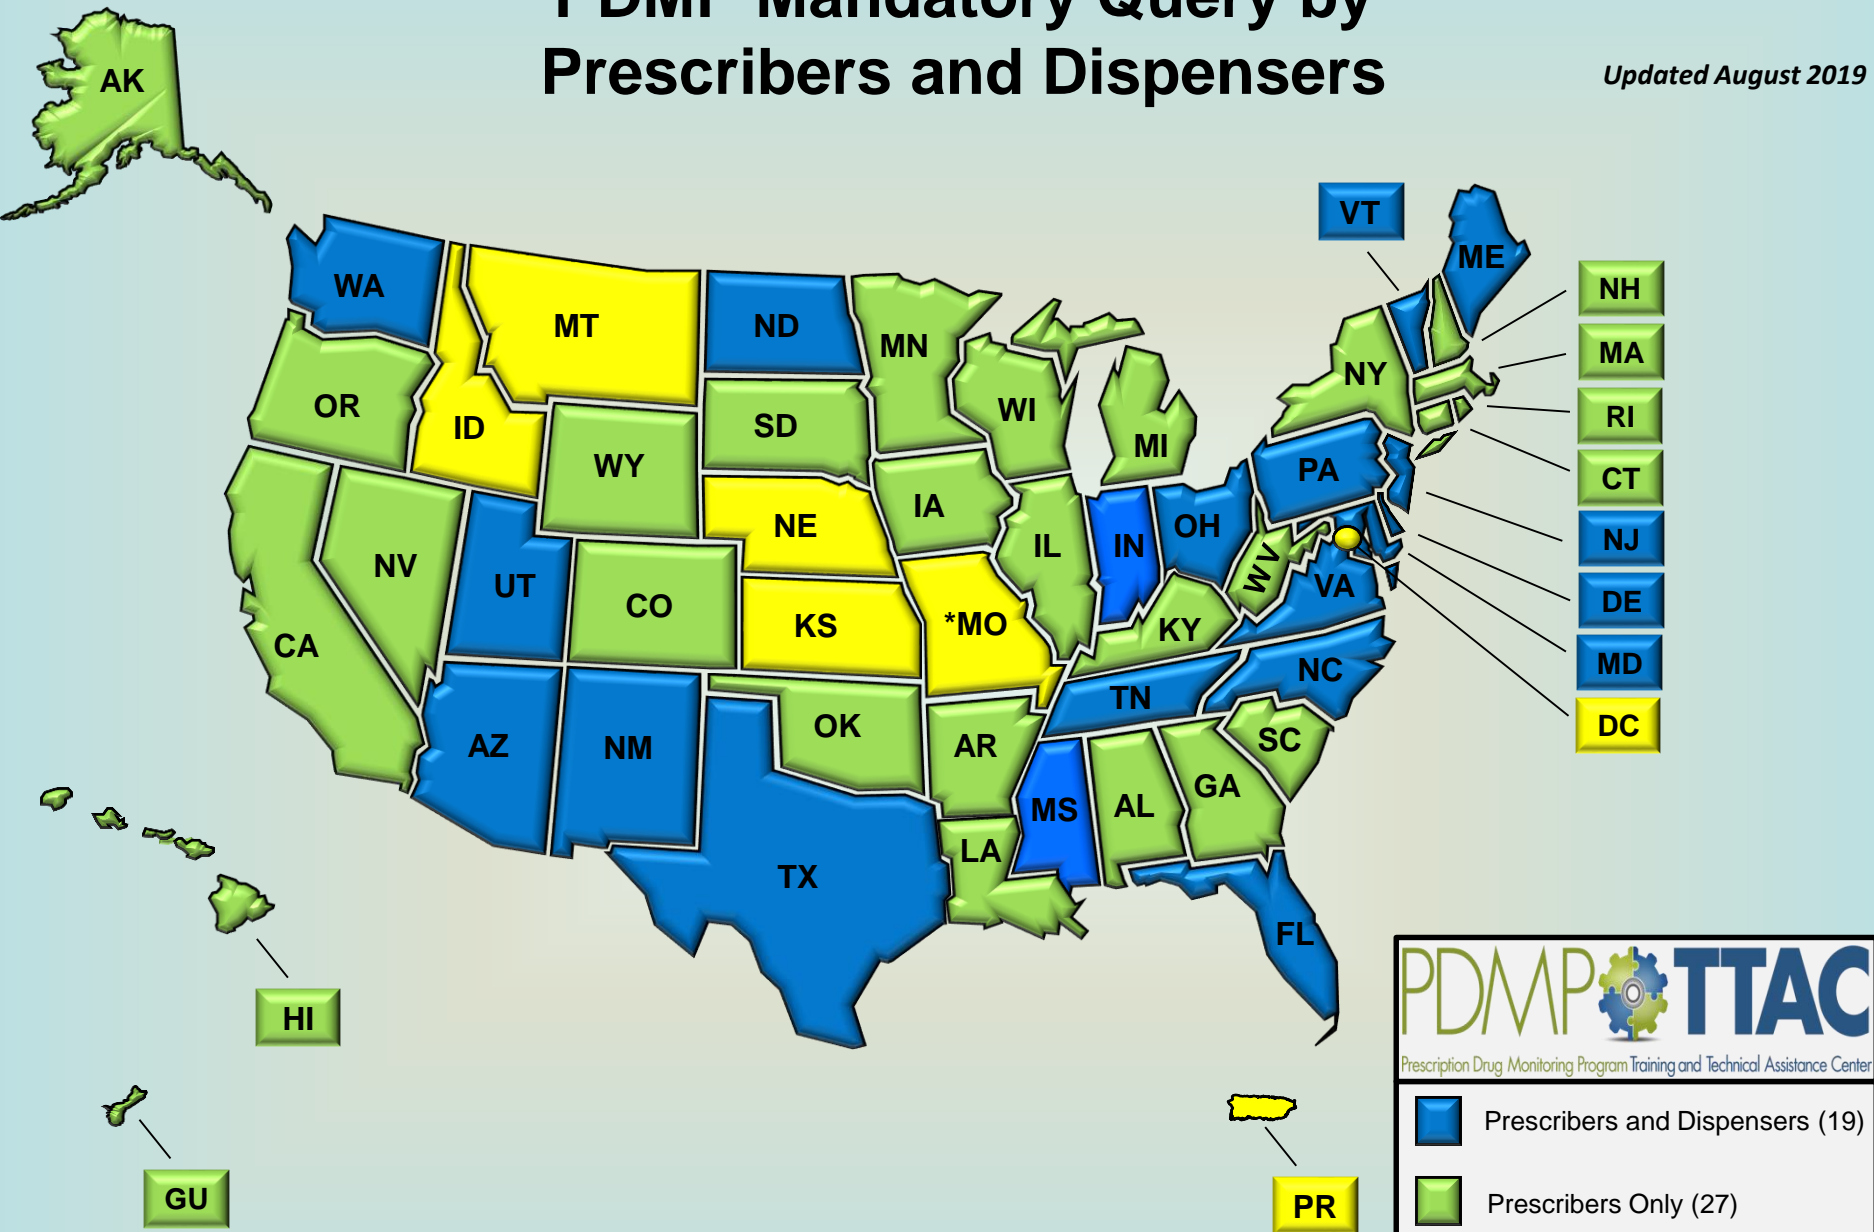 PDMP Mandatory Query by
Prescribers and Dispensers
Updated August 2019
AK
VT
ME
WA
MT
ND
MN
NH
MA
OR
ID
SD
WI
NY
RI
WY
MI
CT
PA
NE
IA
IL
IN
OH
NJ
NV
UT
CO
KS
*MO
WV
VA
DE
KY
MD
CA
NC
TN
DC
AZ
NM
OK
AR
SC
MS
AL
GA
LA
TX
FL
HI
GU
PR
PDMP TTAC
Prescription Drug Monitoring Program Training and Technical Assistance Center
Prescribers and Dispensers (19)
Prescribers Only (27)